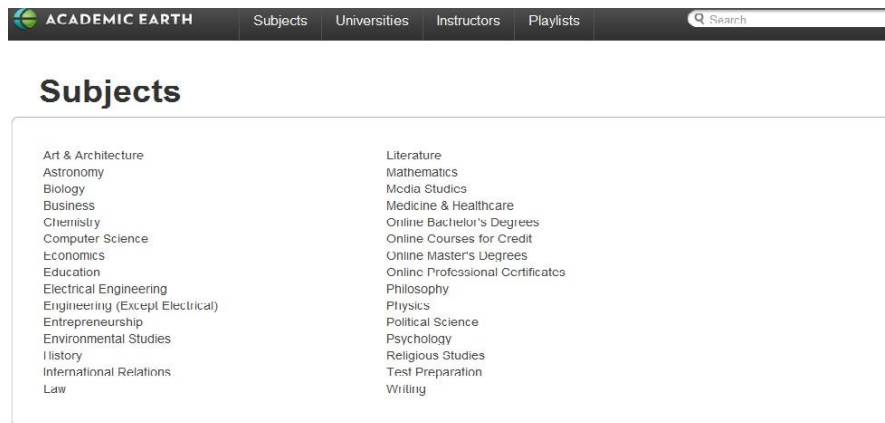 ACADEMIC EARTH Subjects Universities Instructors Playlists Search
Subjects
Art & Architecture
Astronomy
Biology
Business
Chemistry
Computer Science
Economics
Education
Electrical Engineering
Engineering (Except Electrical)
Entrepreneurship
Environmental Studies
History
International Relations
Law
Literature
Mathematics
Media Studies
Medicine & Healthcare
Online Bachelor's Degrees
Online Courses for Credit
Online Master's Degrees
Online Professional Certificates
Philosophy
Physics
Political Science
Psychology
Religious Studies
Test Preparation
Writing